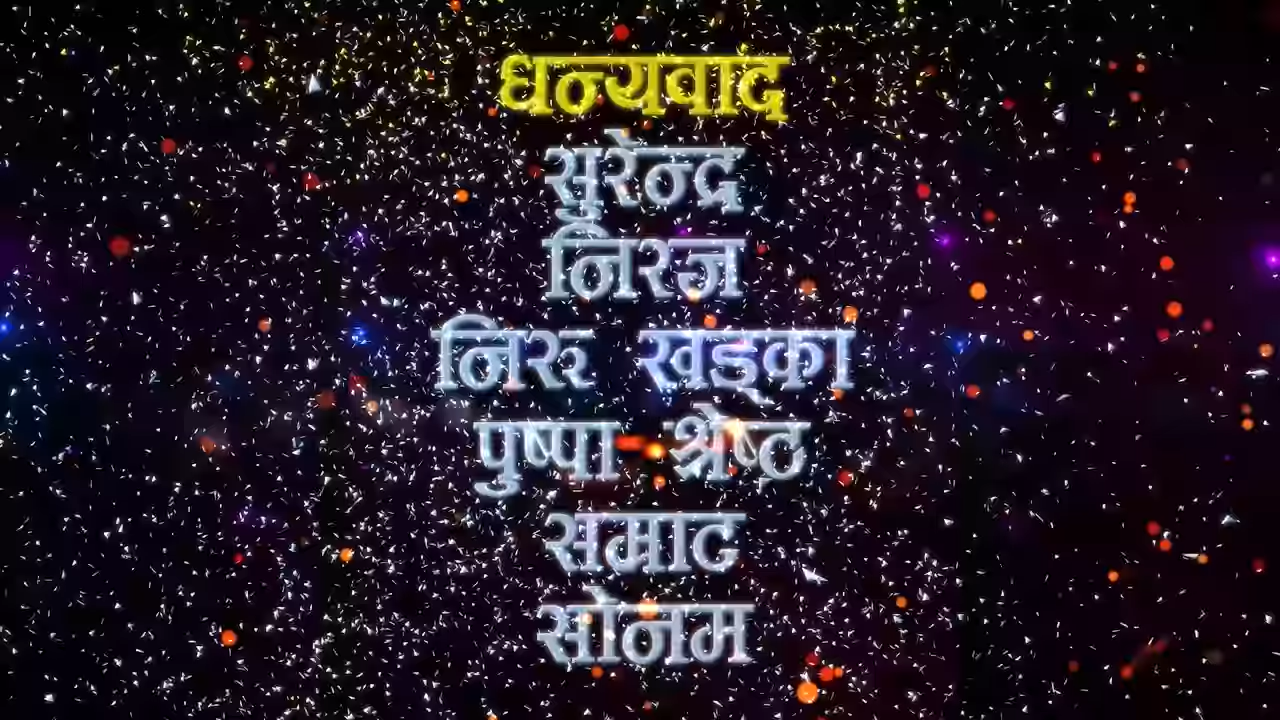 धन्यवाद
सुरेन्द्र
निरज
निरु खड्का
पुष्पा श्रेष्ठ
सम्राट
सोनम